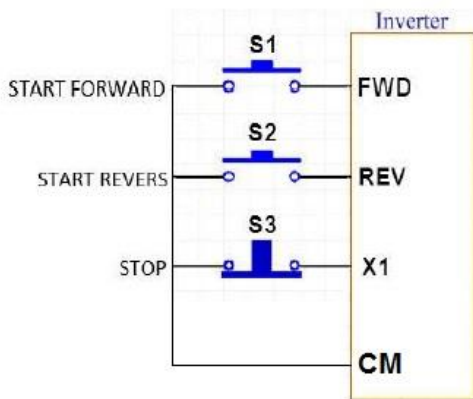 Inverter
S1
START FORWARD
FWD
S2
START REVERS
REV
S3
STOP
X1
CM